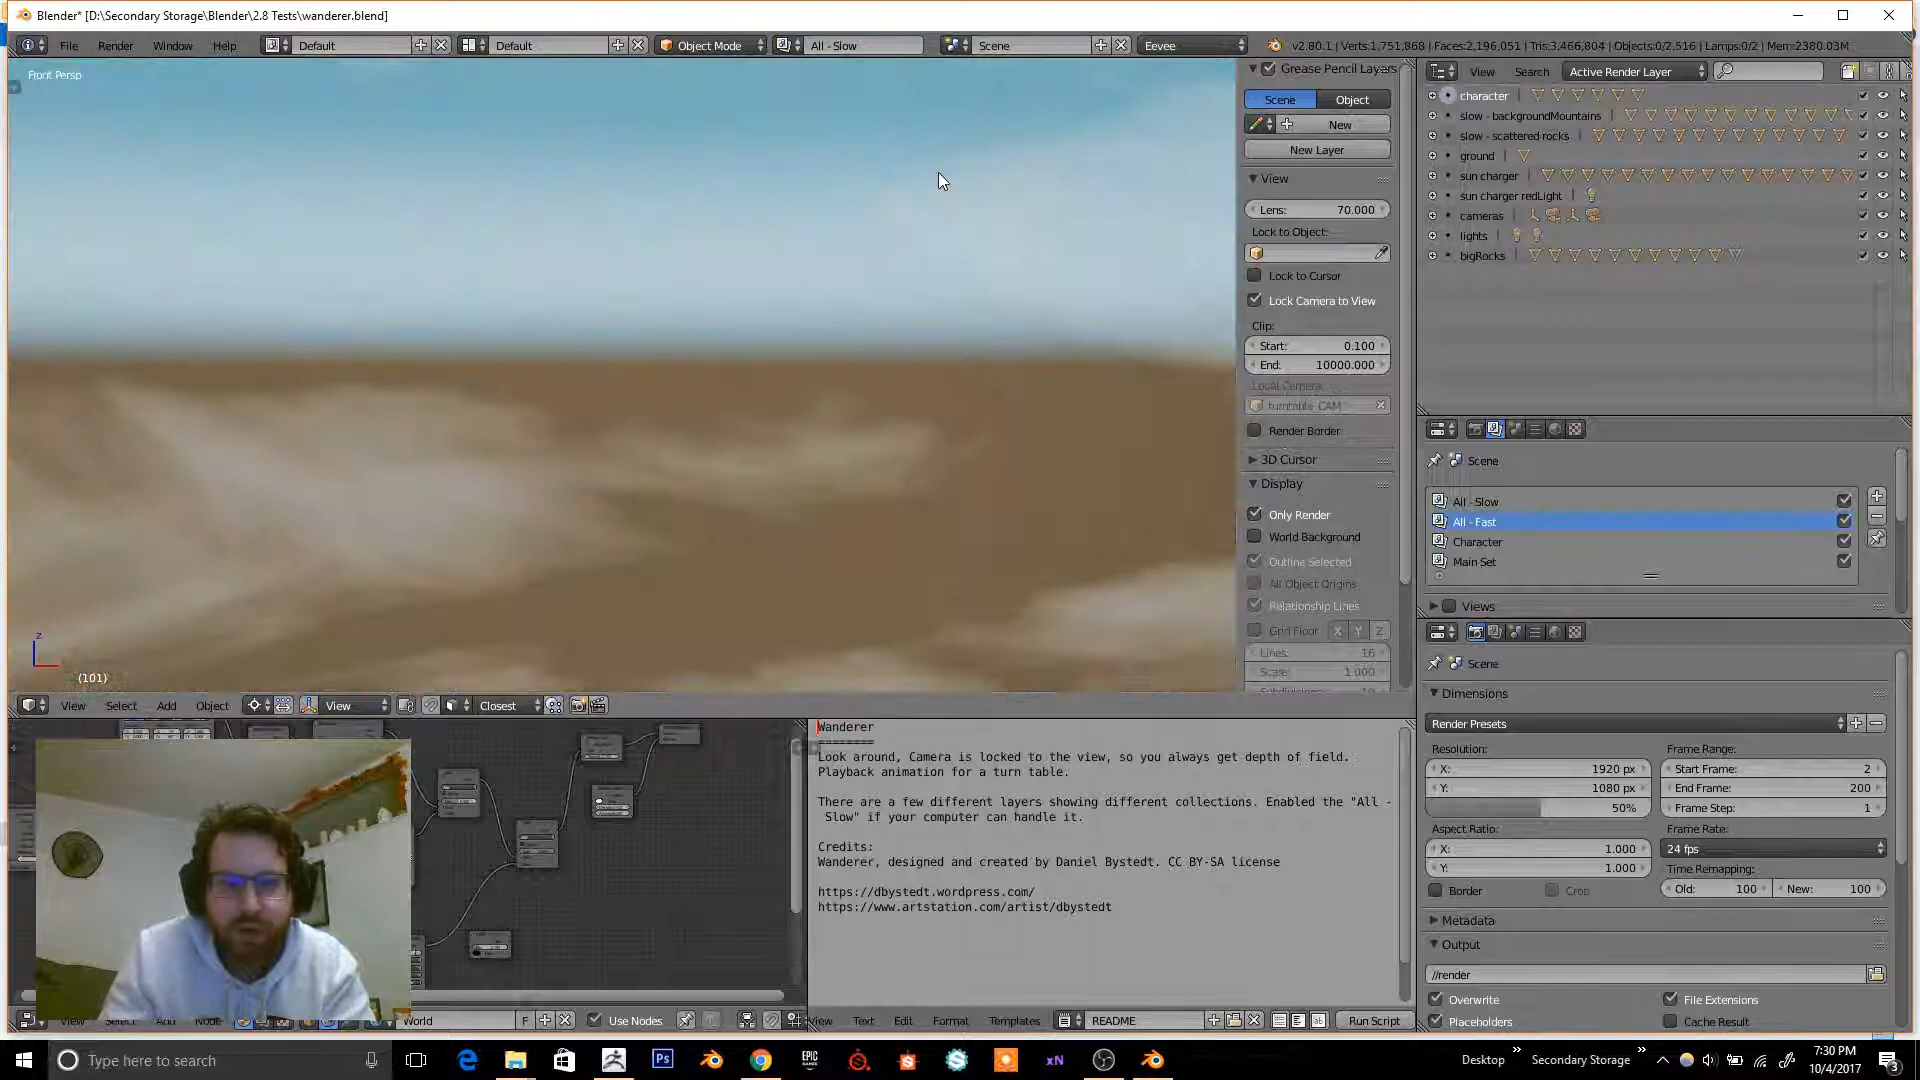 Blender* [D:\Secondary Storage\Blender\2.8 Tests\wanderer.blend]
File Render Window Help Default Default Object Mode All - Slow Scene Eevee v2.80.1 | Verts:1,751,868 | Faces:2,196,051 | Tris:3,466,804 | Objects:0/2,516 | Lamps:0/2 | Mem:2380.03M
Front Persp
Grease Pencil Layers
Scene Object
New
New Layer
View
Lens: 70.000
Lock to Object:
Lock to Cursor
Lock Camera to View
Clip:
Start: 0.100
End: 10000.000
Local Camera:
turntable_CAM
Render Border
3D Cursor
Display
Only Render
World Background
Outline Selected
All Object Origins
Relationship Lines
Grid Floor X Y Z
Lines: 16
Scale: 1.000
z
(101)
View Select Add Object View Closest
View Search Active Render Layer
character
slow - backgroundMountains
slow - scattered rocks
ground
sun charger
sun charger redLight
cameras
lights
bigRocks
Scene
All - Slow
All - Fast
Character
Main Set
Views
Scene
Dimensions
Render Presets
Resolution: Frame Range:
X: 1920 px Start Frame: 2
Y: 1080 px End Frame: 200
50% Frame Step: 1
Aspect Ratio: Frame Rate:
X: 1.000 24 fps
Y: 1.000 Time Remapping:
Border Crop Old: 100 New: 100
Metadata
Output
//render
Overwrite File Extensions
Placeholders Cache Result
Wanderer
========
Look around, Camera is locked to the view, so you always get depth of field.
Playback animation for a turn table.
There are a few different layers showing different collections. Enabled the "All -
Slow" if your computer can handle it.
Credits:
Wanderer, designed and created by Daniel Bystedt. CC BY-SA license
https://dbystedt.wordpress.com/
https://www.artstation.com/artist/dbystedt
View Select Add Node World F Use Nodes
View Text Edit Format Templates README Run Script
Type here to search
Ps
EPIC GAMES
xN
Desktop » Secondary Storage »
7:30 PM
10/4/2017
3